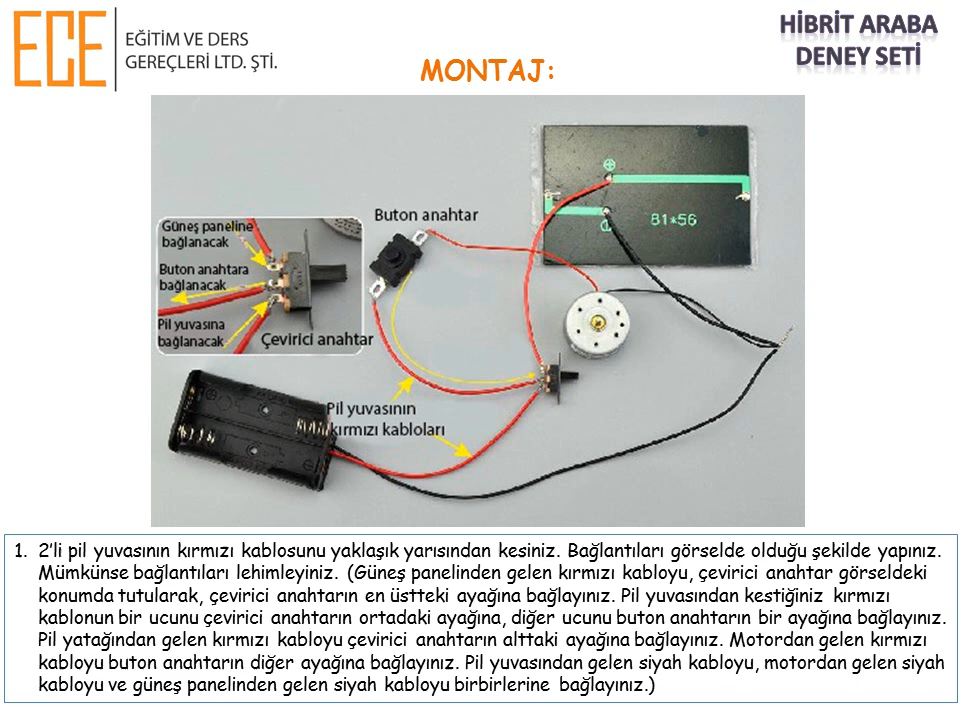 ECE
EĞİTİM VE DERS
GEREÇLERİ LTD. ŞTİ.
HİBRİT ARABA
DENEY SETİ
MONTAJ:
Buton anahtar
81*56
Güneş paneline
bağlanacak
Buton anahtara
bağlanacak
Pil yuvasına
bağlanacak
Çevirici anahtar
Pil yuvasının
kırmızı kabloları
1. 2’li pil yuvasının kırmızı kablosunu yaklaşık yarısından kesiniz. Bağlantıları görselde olduğu şekilde yapınız.
Mümkünse bağlantıları lehimleyiniz. (Güneş panelinden gelen kırmızı kabloyu, çevirici anahtar görseldeki
konumda tutularak, çevirici anahtarın en üstteki ayağına bağlayınız. Pil yuvasından kestiğiniz kırmızı
kablonun bir ucunu çevirici anahtarın ortadaki ayağına, diğer ucunu buton anahtarın bir ayağına bağlayınız.
Pil yatağından gelen kırmızı kabloyu çevirici anahtarın alttaki ayağına bağlayınız. Motordan gelen kırmızı
kabloyu buton anahtarın diğer ayağına bağlayınız. Pil yuvasından gelen siyah kabloyu, motordan gelen siyah
kabloyu ve güneş panelinden gelen siyah kabloyu birbirlerine bağlayınız.)